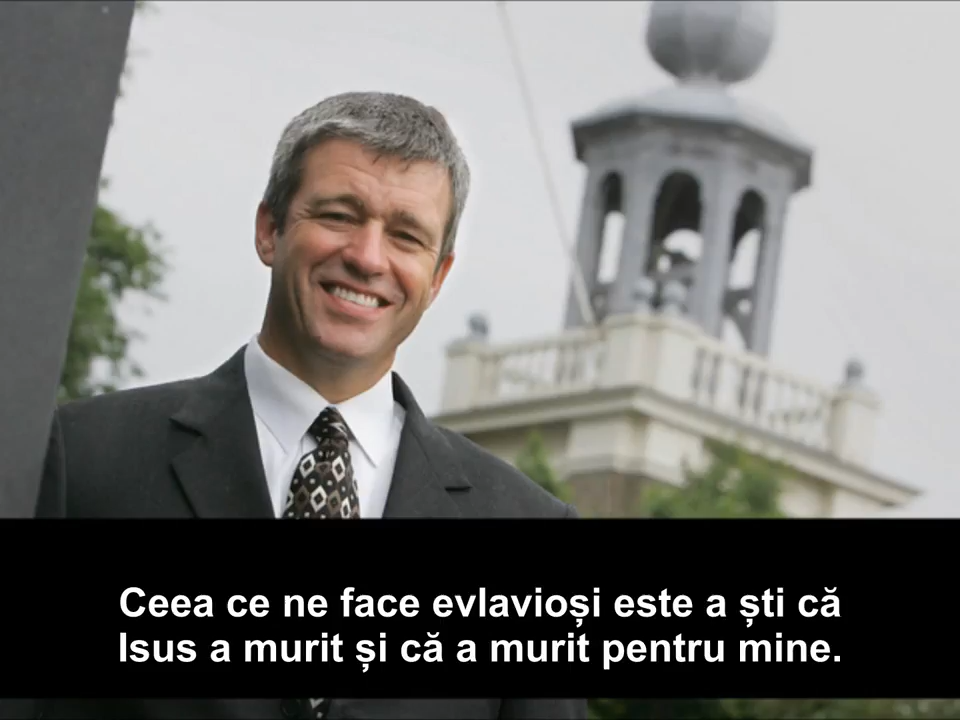 Ceea ce ne face evlavioși este a ști că
Isus a murit și că a murit pentru mine.